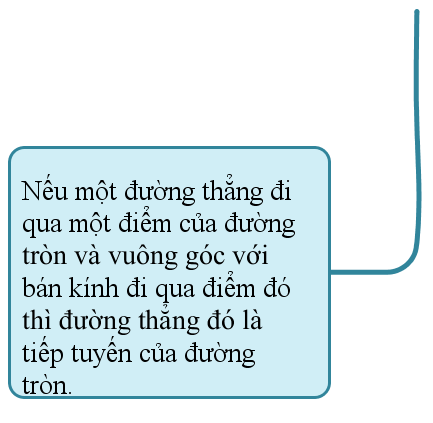 Nếu một đường thẳng đi
qua một điểm của đường
tròn và vuông góc với
bán kính đi qua điểm đó
thì đường thẳng đó là
tiếp tuyến của đường
tròn.